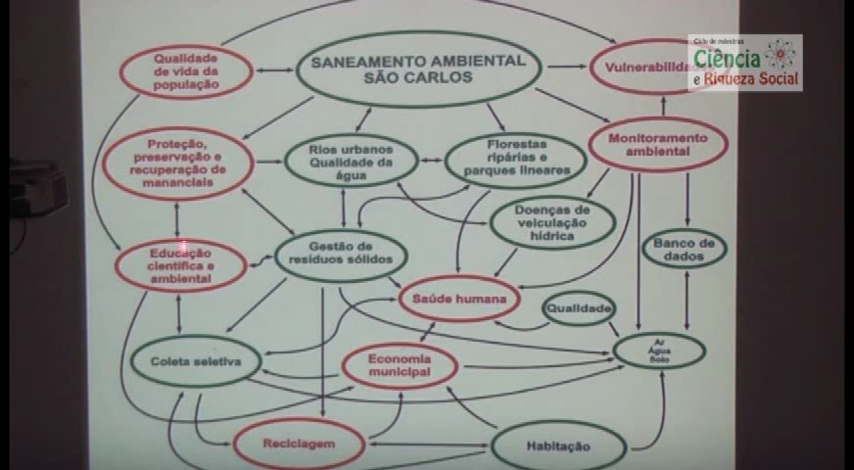 Ciclo de palestras
Ciência
e Riqueza Social
Qualidade
de vida da
população
SANEAMENTO AMBIENTAL
SÃO CARLOS
Proteção,
preservação e
recuperação de
mananciais
Rios urbanos
Qualidade da
água
Florestas
ripárias e
parques lineares
Monitoramento
ambiental
Doenças de
veiculação
hídrica
Educação
científica e
ambiental
Gestão de
resíduos sólidos
Banco de
dados
Saúde humana
Qualidade
Coleta seletiva
Economia
municipal
Ar
Água
Solo
Reciclagem
Habitação